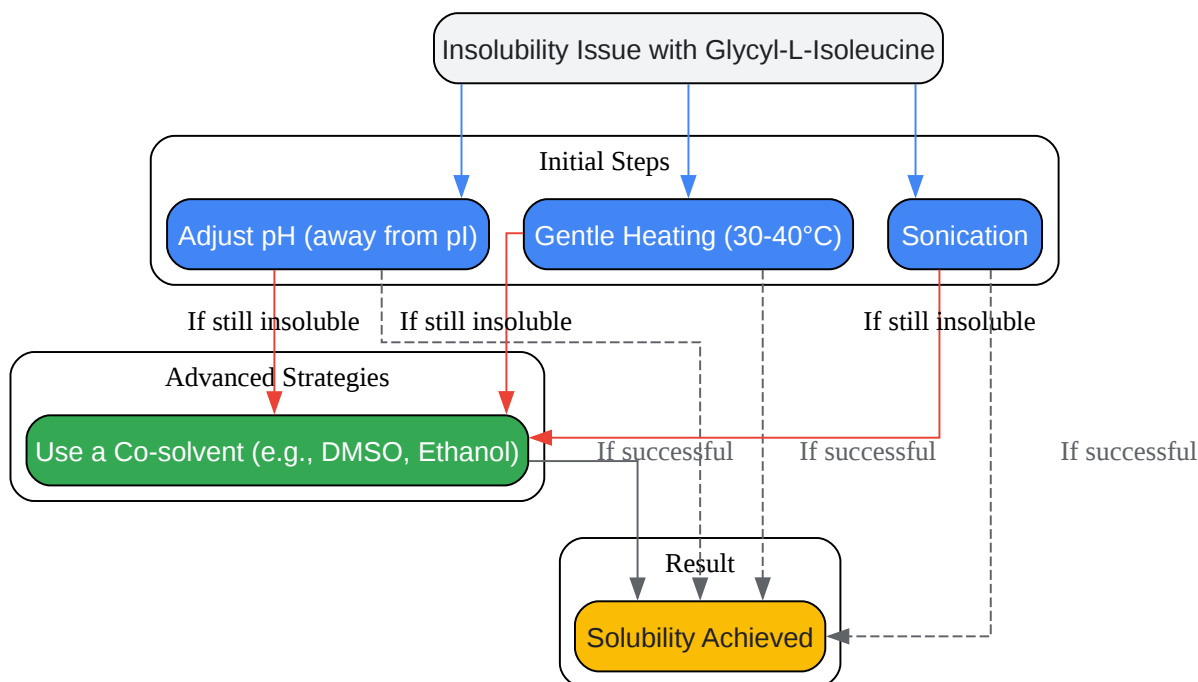 Insolubility Issue with Glycyl-L-Isoleucine
Initial Steps
Adjust pH (away from pI)
Gentle Heating (30-40°C)
Sonication
If still insoluble
If still insoluble
If still insoluble
Advanced Strategies
Use a Co-solvent (e.g., DMSO, Ethanol)
If successful
If successful
If successful
Result
Solubility Achieved